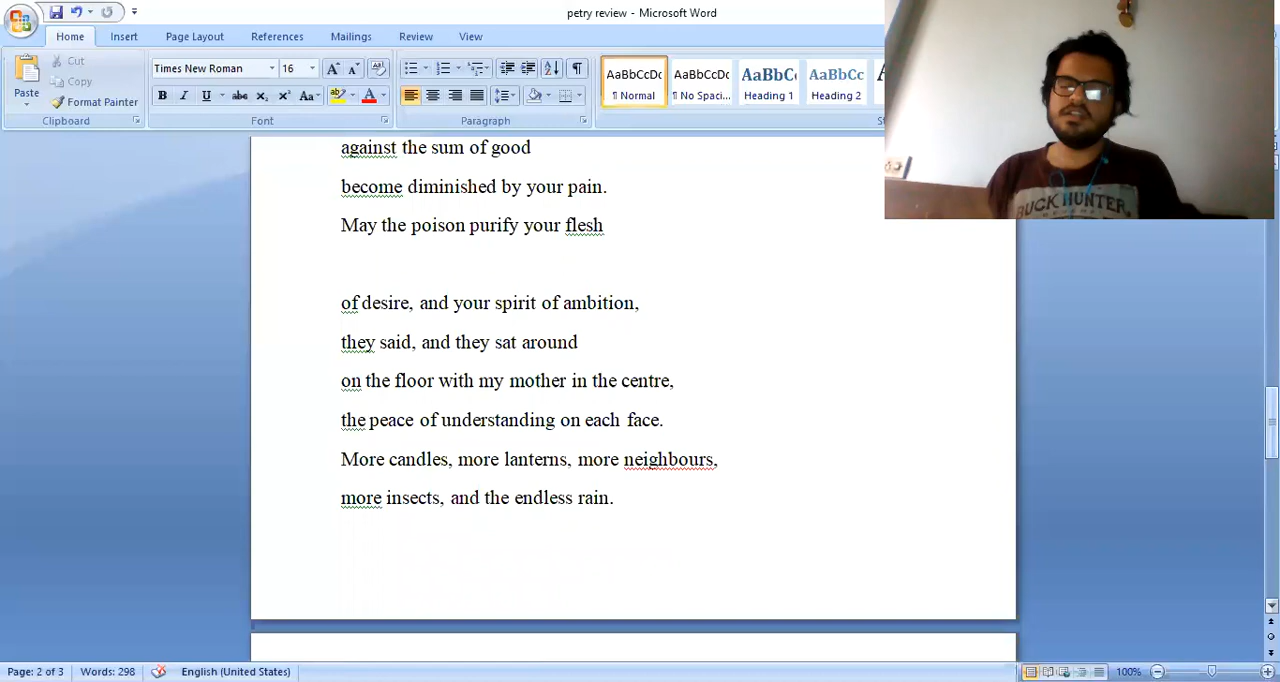 petry review - Microsoft Word
Home Insert Page Layout References Mailings Review View
Paste
Cut
Copy
Format Painter
Clipboard
Times New Roman 16
Font
Paragraph
AaBbCcDc AaBbCcDc AaBbC AaBbCc
¶ Normal ¶ No Spaci... Heading 1 Heading 2
BUCK HUNTER
against the sum of good
become diminished by your pain.
May the poison purify your flesh
of desire, and your spirit of ambition,
they said, and they sat around
on the floor with my mother in the centre,
the peace of understanding on each face.
More candles, more lanterns, more neighbours,
more insects, and the endless rain.
Page: 2 of 3 Words: 298 English (United States) 100%